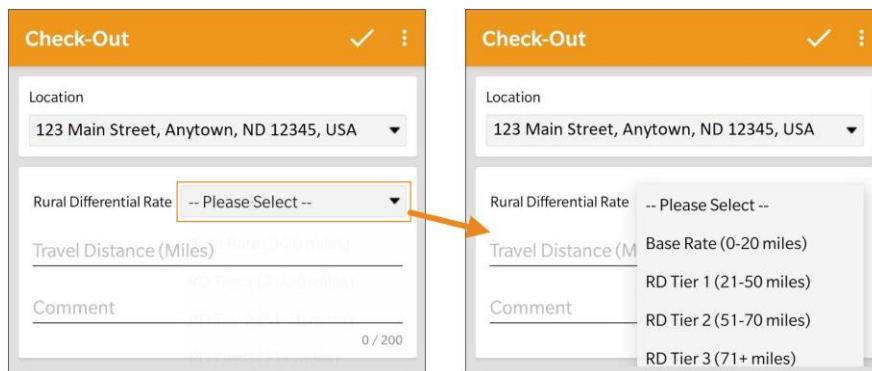 Check-Out
Location
123 Main Street, Anytown, ND 12345, USA
Rural Differential Rate -- Please Select --
Travel Distance (Miles)
Comment
0 / 200
Check-Out
Location
123 Main Street, Anytown, ND 12345, USA
Rural Differential Rate -- Please Select --
Base Rate (0-20 miles)
Travel Distance (M
RD Tier 1 (21-50 miles)
Comment
RD Tier 2 (51-70 miles)
RD Tier 3 (71+ miles)